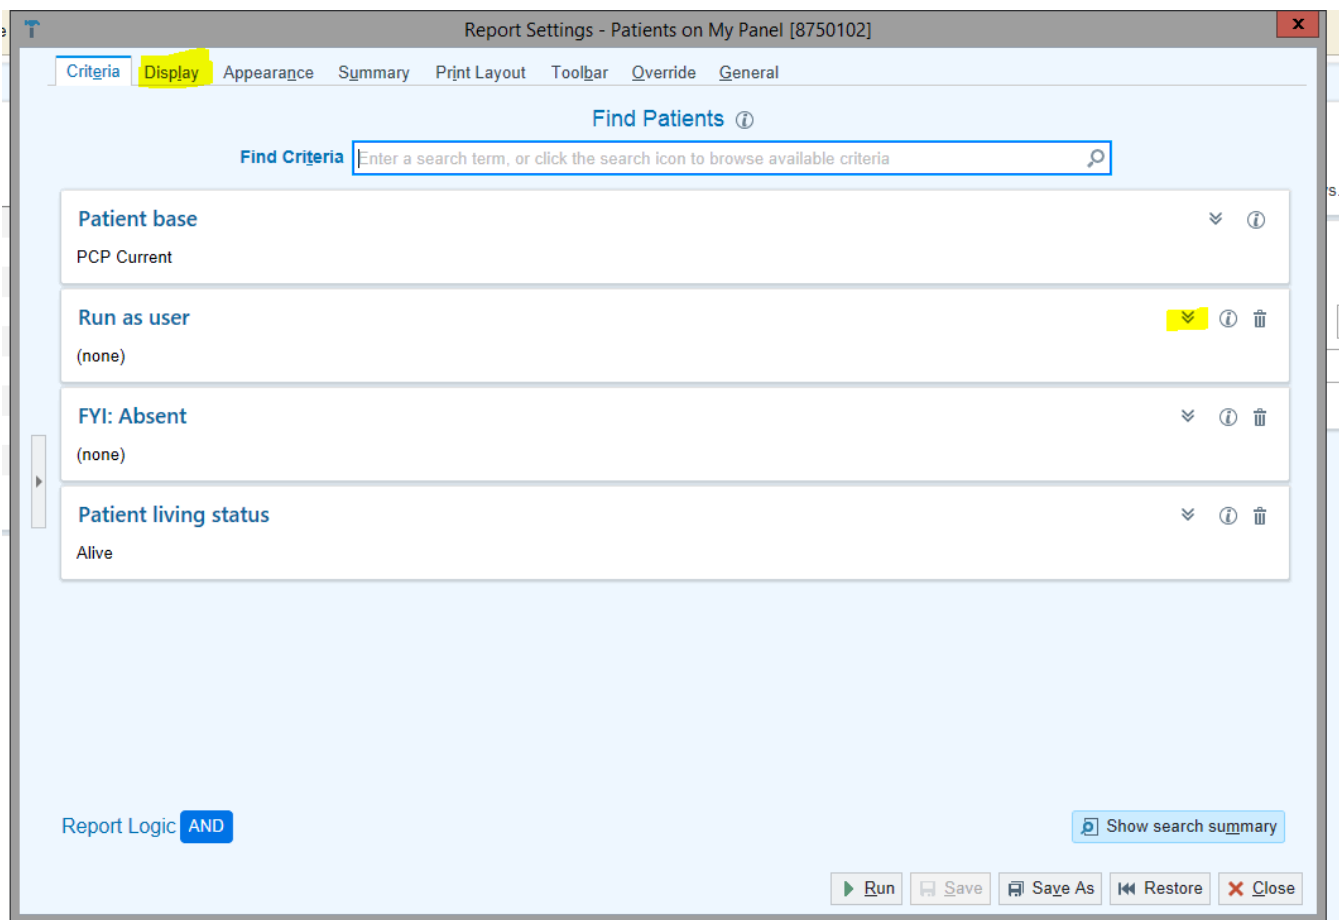 Report Settings - Patients on My Panel [8750102] x
Criteria Display Appearance Summary Print Layout Toolbar Override General
Find Patients
Find Criteria Enter a search term, or click the search icon to browse available criteria
Patient base
PCP Current
Run as user
(none)
FYI: Absent
(none)
Patient living status
Alive
Report Logic AND Show search summary
Run Save Save As Restore Close